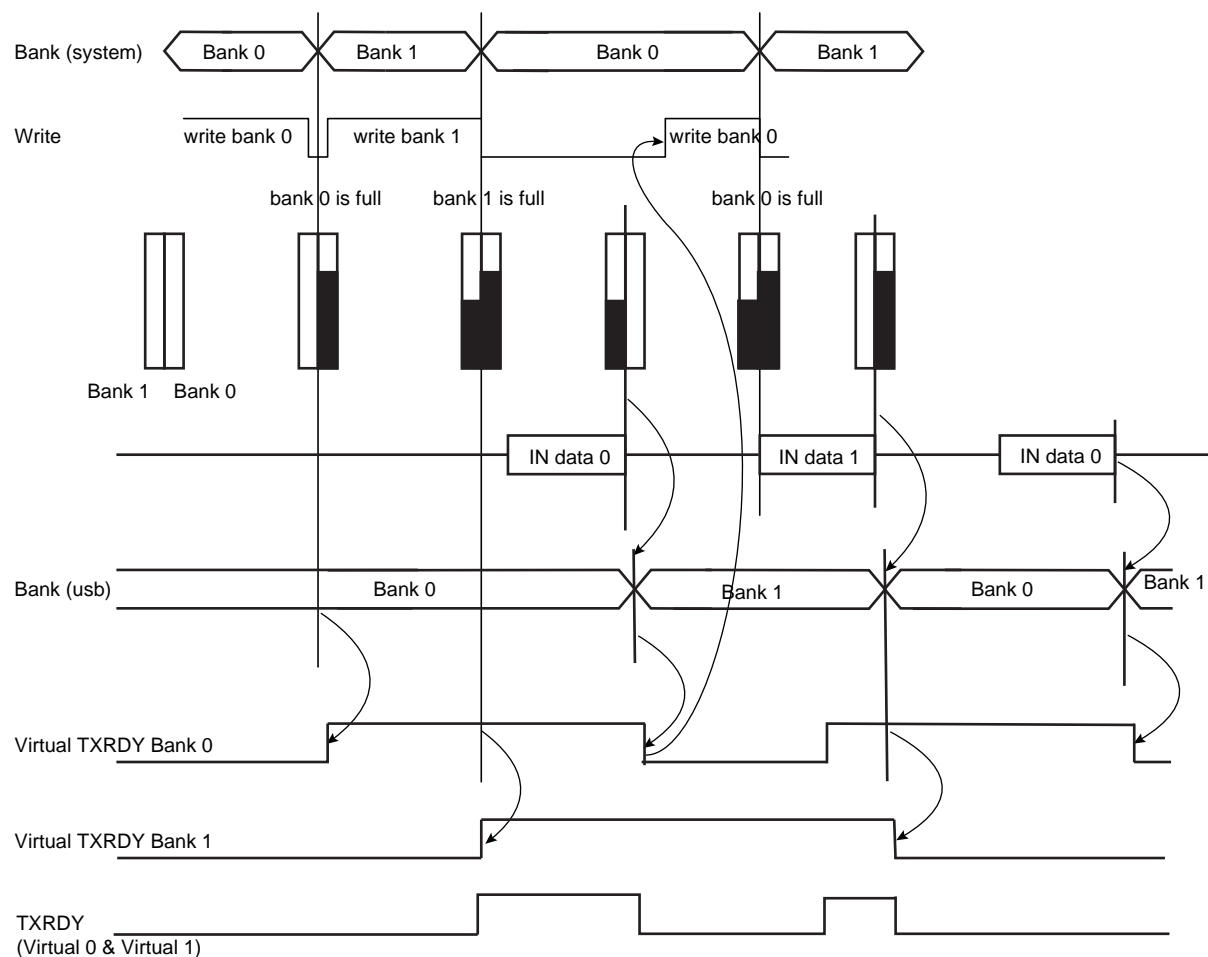 Bank (system)
Bank 0
Bank 1
Bank 0
Bank 1
Write
write bank 0
write bank 1
write bank 0
bank 0 is full
bank 1 is full
bank 0 is full
Bank 1
Bank 0
IN data 0
IN data 1
IN data 0
Bank (usb)
Bank 0
Bank 1
Bank 0
Bank 1
Virtual TXRDY Bank 0
Virtual TXRDY Bank 1
TXRDY
(Virtual 0 & Virtual 1)